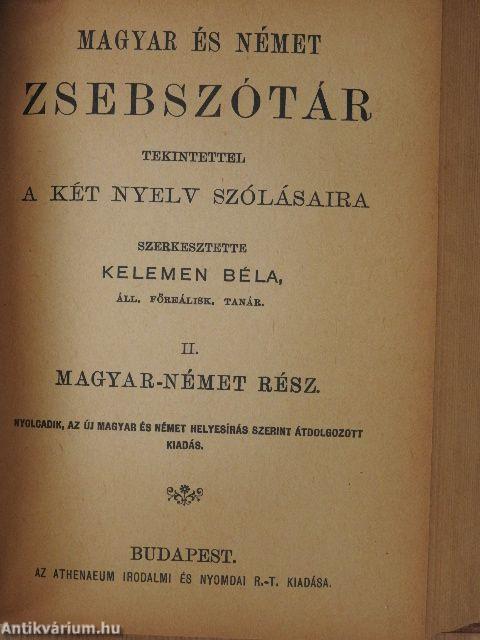 MAGYAR ÉS NÉMET
ZSEBSZÓTÁR
TEKINTETTEL
A KÉT NYELV SZÓLÁSAIRA
SZERKESZTETTE
KELEMEN BÉLA,
ÁLL. FŐREÁLISK. TANÁR.
II.
MAGYAR-NÉMET RÉSZ.
NYOLCADIK, AZ ÚJ MAGYAR ÉS NÉMET HELYESÍRÁS SZERINT ÁTDOLGOZOTT
KIADÁS.
BUDAPEST.
AZ ATHENAEUM IRODALMI ÉS NYOMDAI R.-T. KIADÁSA.
Antikvárium.hu